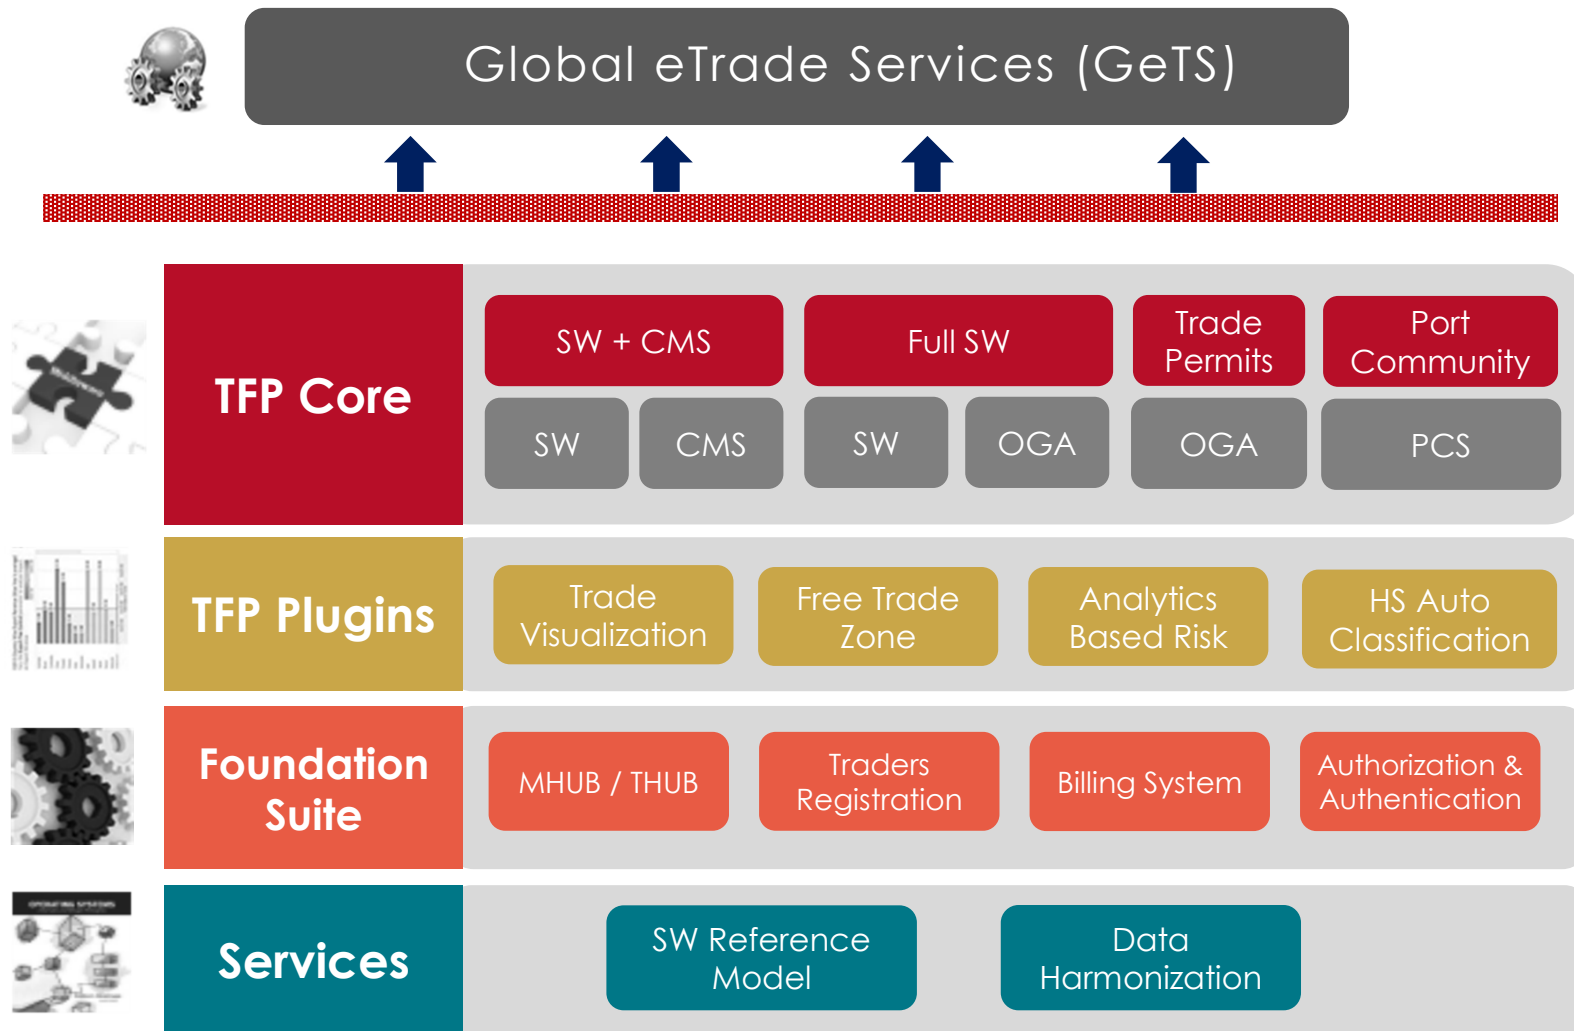 Global eTrade Services (GeTS)
TFP Core
SW + CMS
Full SW
Trade
Permits
Port
Community
SW
CMS
SW
OGA
OGA
PCS
TFP Plugins
Trade
Visualization
Free Trade
Zone
Analytics
Based Risk
HS Auto
Classification
Foundation
Suite
MHUB / THUB
Traders
Registration
Billing System
Authorization &
Authentication
Services
SW Reference
Model
Data
Harmonization
OPERATING SYSTEMS